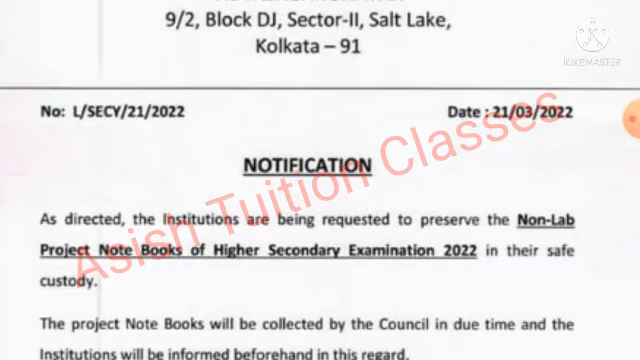 9/2, Block DJ, Sector-II, Salt Lake,
Kolkata – 91
KINEMASTER
No: L/SECY/21/2022 Date : 21/03/2022
NOTIFICATION
Asish Tuition Classes
As directed, the Institutions are being requested to preserve the Non-Lab
Project Note Books of Higher Secondary Examination 2022 in their safe
custody.
The project Note Books will be collected by the Council in due time and the
Institutions will be informed beforehand in this regard.